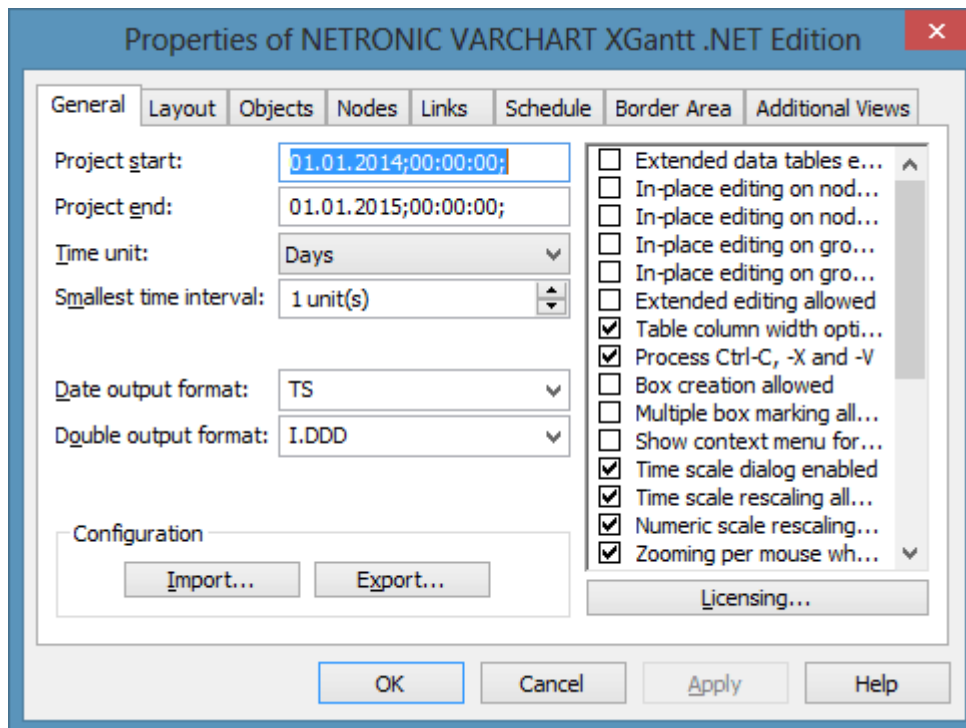 Properties of NETRONIC VARCHART XGantt .NET Edition
General Layout Objects Nodes Links Schedule Border Area Additional Views
Project start: 01.01.2014;00:00:00;
Project end: 01.01.2015;00:00:00;
Time unit: Days
Smallest time interval: 1 unit(s)
Date output format: TS
Double output format: I.DDD
Configuration
Import... Export...
Extended data tables e...
In-place editing on nod...
In-place editing on nod...
In-place editing on gro...
In-place editing on gro...
Extended editing allowed
Table column width opti...
Process Ctrl-C, -X and -V
Box creation allowed
Multiple box marking all...
Show context menu for...
Time scale dialog enabled
Time scale rescaling all...
Numeric scale rescaling...
Zooming per mouse wh...
Licensing...
OK Cancel Apply Help